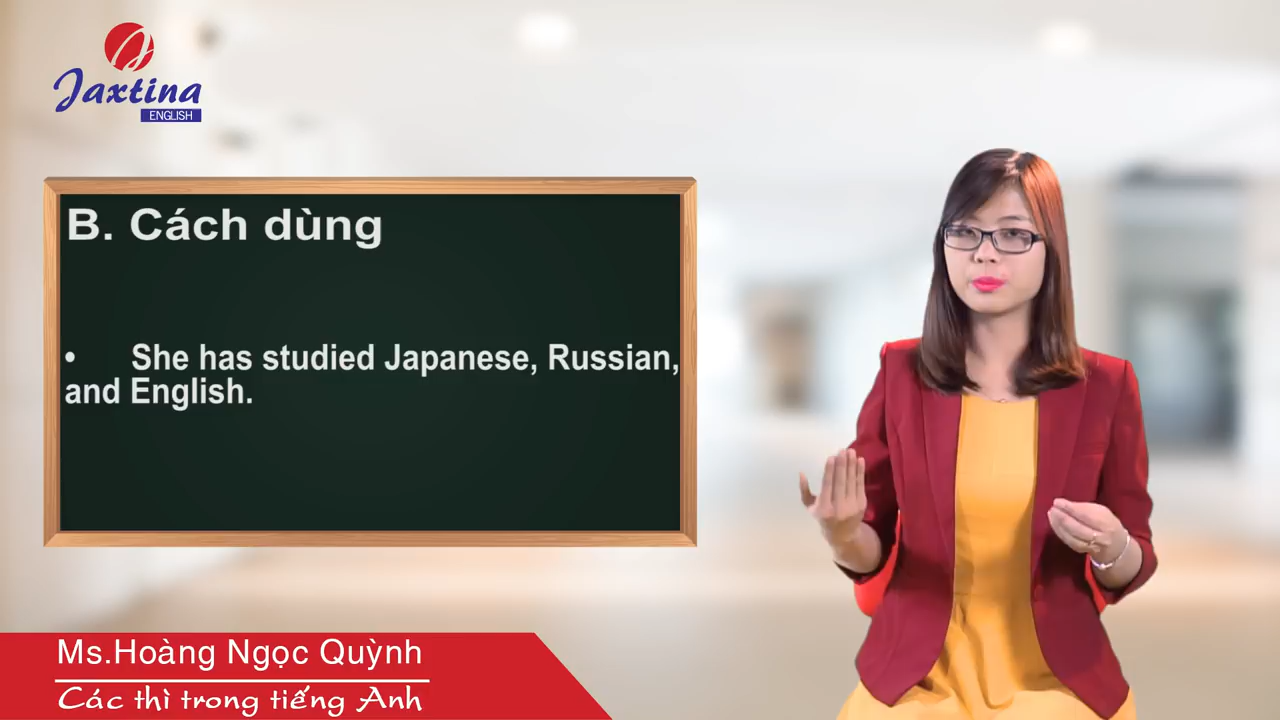 Jaxtina
ENGLISH
B. Cách dùng
• She has studied Japanese, Russian,
and English.
Ms.Hoàng Ngọc Quỳnh
Các thì trong tiếng Anh